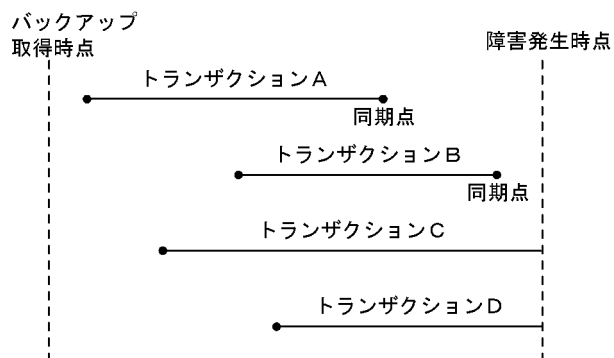 バックアップ
取得時点
障害発生時点
トランザクションA
同期点
トランザクションB
同期点
トランザクションC
トランザクションD